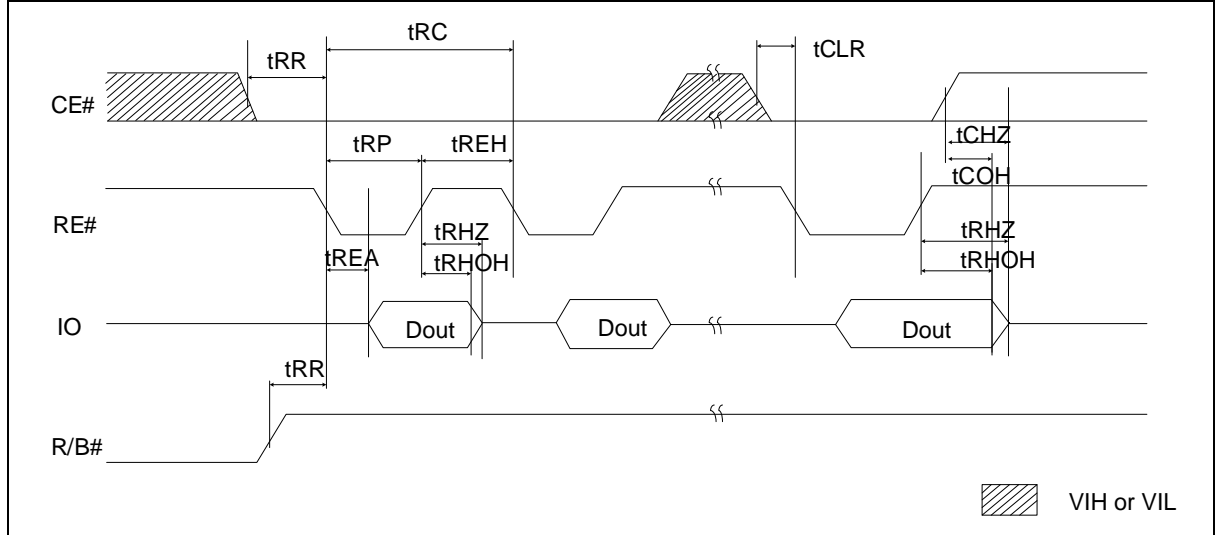 tRC
tCLR
tRR
CE#
tRP
tREH
tCHZ
tCOH
RE#
tRHZ
tRHZ
tREA
tRHOH
tRHOH
IO
Dout
Dout
Dout
tRR
R/B#
VIH or VIL